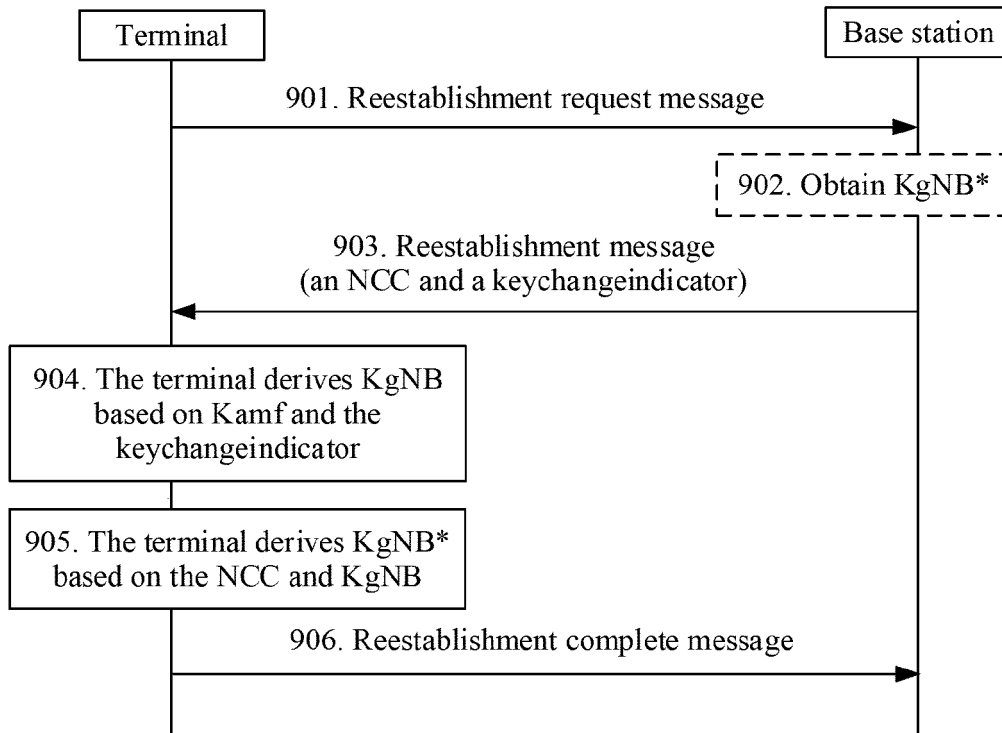 Terminal
Base station
901. Reestablishment request message
902. Obtain KgNB*
903. Reestablishment message
(an NCC and a keychangeindicator)
904. The terminal derives KgNB
based on Kamf and the
keychangeindicator
905. The terminal derives KgNB*
based on the NCC and KgNB
906. Reestablishment complete message